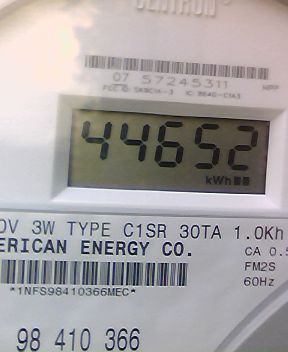 CENTRON®
07 57245311
44652
kWh
0V 3W TYPE C1SR 30TA 1.0Kh
ERICAN ENERGY CO.
CA 0.5
FM2S
*1NFS98410366MEC*
60Hz
98 410 366